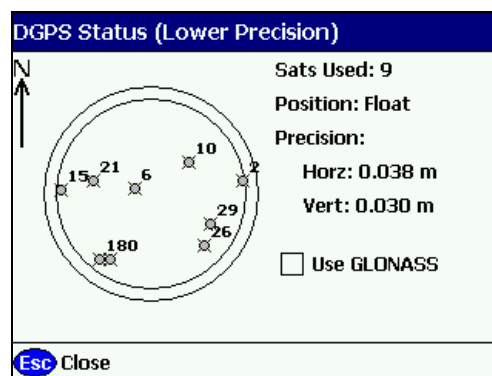 DGPS Status (Lower Precision)
N
Sats Used: 9
Position: Float
Precision:
Horz: 0.038 m
Vert: 0.030 m
Use GLONASS
10
15
21
6
2
29
26
180
Esc Close